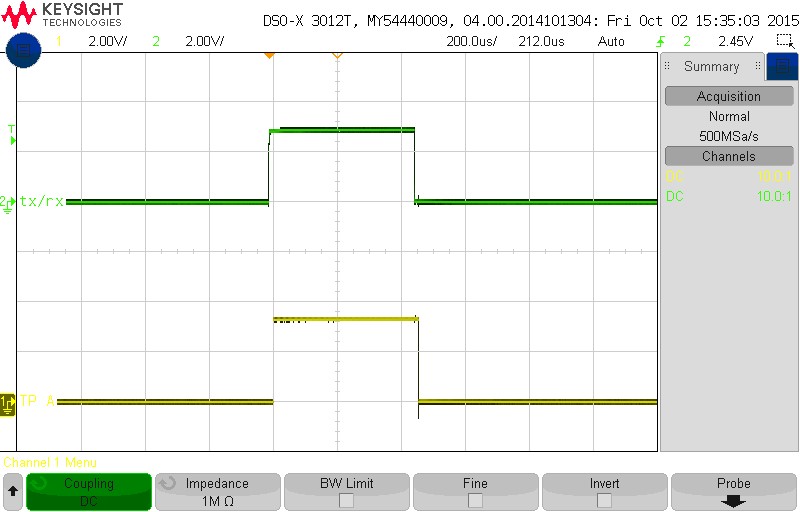 KEYSIGHT
TECHNOLOGIES
DSO-X 3012T, MY54440009, 04.00.2014101304: Fri Oct 02 15:35:03 2015
1 2.00V/ 2 2.00V/ 200.0us/ 212.0us Auto 2 2.45V
Summary
Acquisition
Normal
500MSa/s
Channels
DC 10.0:1
DC 10.0:1
T
2 tx/rx
1 TP A
Channel 1 Menu
Coupling
DC
Impedance
1M Ω
BW Limit
Fine
Invert
Probe